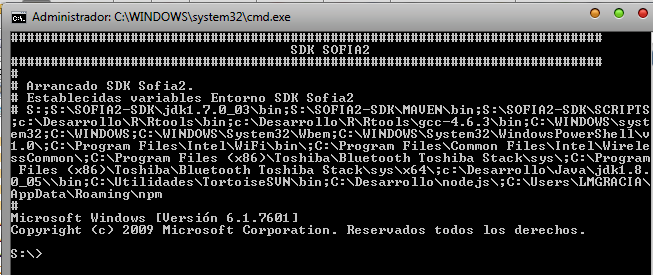 Administrador: C:\WINDOWS\system32\cmd.exe
###########################################################################
SDK SOFIA2
###########################################################################
#
# Arrancado SDK Sofia2.
# Establecidas variables Entorno SDK Sofia2
# S:;S:\SOFIA2-SDK\jdk1.7.0_03\bin;S:\SOFIA2-SDK\MAVEN\bin;S:\SOFIA2-SDK\SCRIPTS
;c:\Desarrollo\R\Rtools\bin;c:\Desarrollo\R\Rtools\gcc-4.6.3\bin;C:\WINDOWS\syst
em32;C:\WINDOWS;C:\WINDOWS\System32\Wbem;C:\WINDOWS\System32\WindowsPowerShell\v
1.0\;C:\Program Files\Intel\WiFi\bin\;C:\Program Files\Common Files\Intel\Wirele
ssCommon\;C:\Program Files (x86)\Toshiba\Bluetooth Toshiba Stack\sys\;C:\Program
 Files (x86)\Toshiba\Bluetooth Toshiba Stack\sys\x64\;c:\Desarrollo\Java\jdk1.8.
0_05\\bin;C:\Utilidades\TortoiseSVN\bin;C:\Desarrollo\nodejs\;C:\Users\LMGRACIA\
AppData\Roaming\npm
#
Microsoft Windows [Versión 6.1.7601]
Copyright (c) 2009 Microsoft Corporation. Reservados todos los derechos.
S:\>